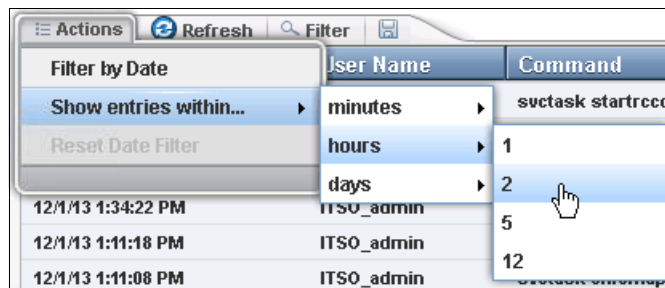 Actions Refresh Filter
User Name Command
Filter by Date
Show entries within... minutes svctask
Reset Date Filter hours 1
days 2
12/1/13 1:34:22 PM ITSO_admin
5
12/1/13 1:11:18 PM ITSO_admin
12
12/1/13 1:11:08 PM ITSO_admin